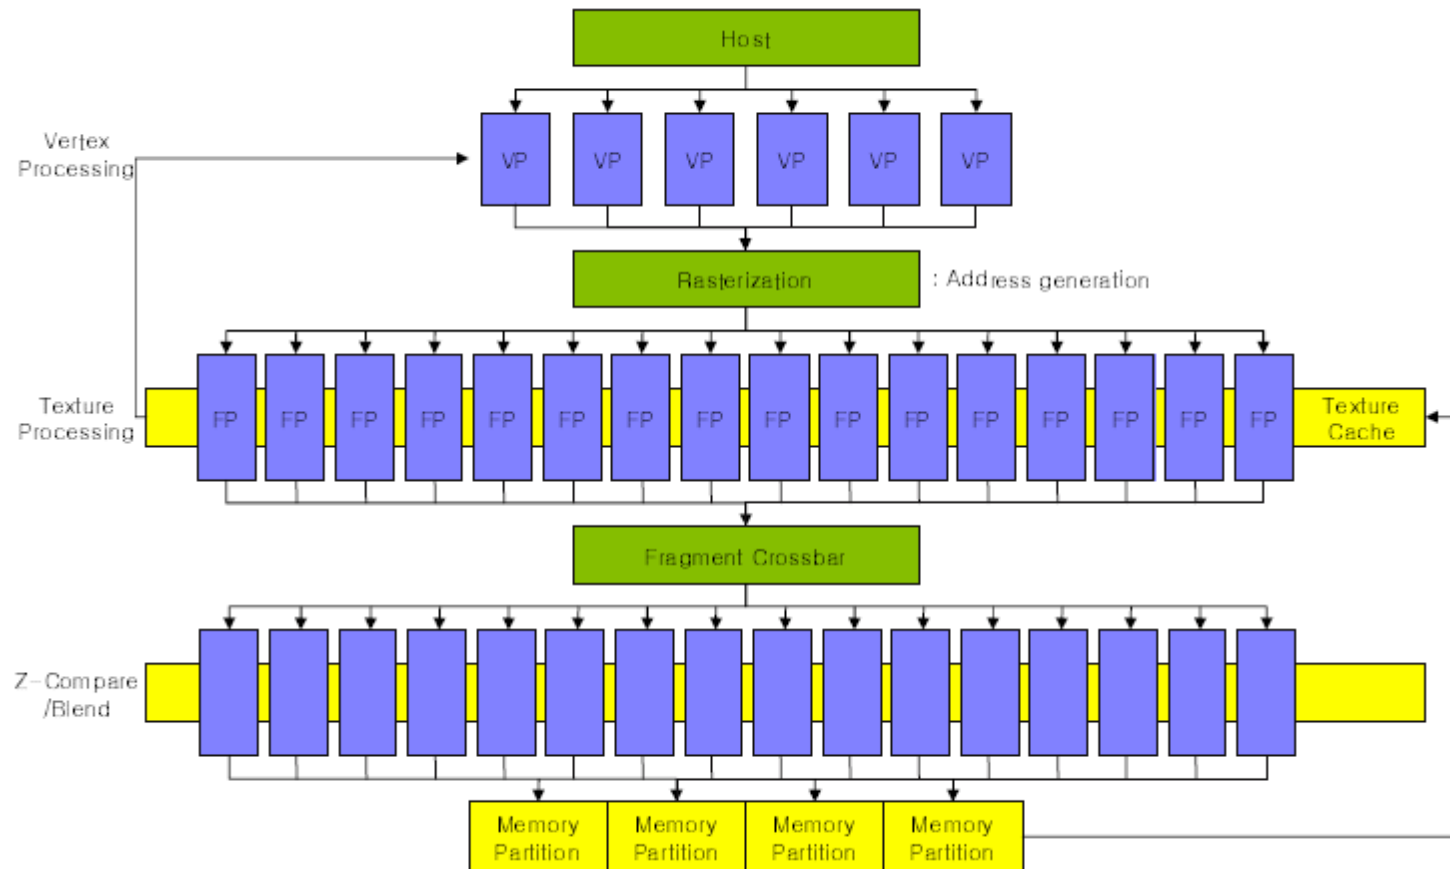 Host
Vertex
Processing
VP VP VP VP VP VP
Rasterization
: Address generation
Texture
Processing
FP FP FP FP FP FP FP FP FP FP FP FP FP FP FP FP
Texture
Cache
Fragment Crossbar
Z-Compare
/Blend
Memory
Partition
Memory
Partition
Memory
Partition
Memory
Partition